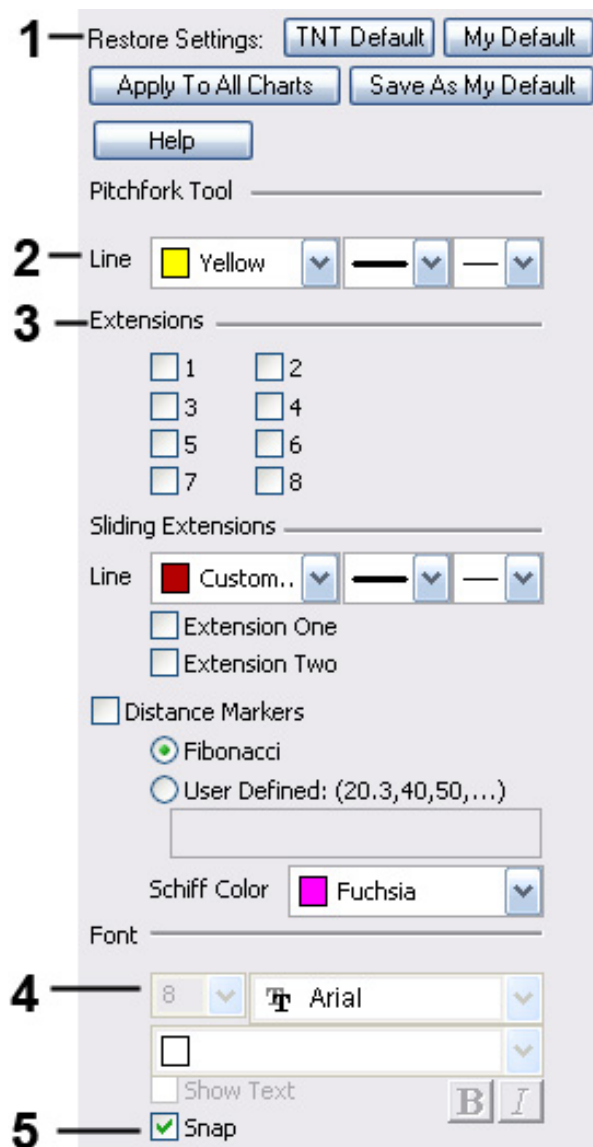 1 Restore Settings: TNT Default My Default
Apply To All Charts Save As My Default
Help
Pitchfork Tool
2 Line Yellow
3 Extensions
1 2
3 4
5 6
7 8
Sliding Extensions
Line Custom..
Extension One
Extension Two
Distance Markers
Fibonacci
User Defined: (20.3,40,50,...)
Schiff Color Fuchsia
Font
4 8 Arial
Show Text B I
5 Snap